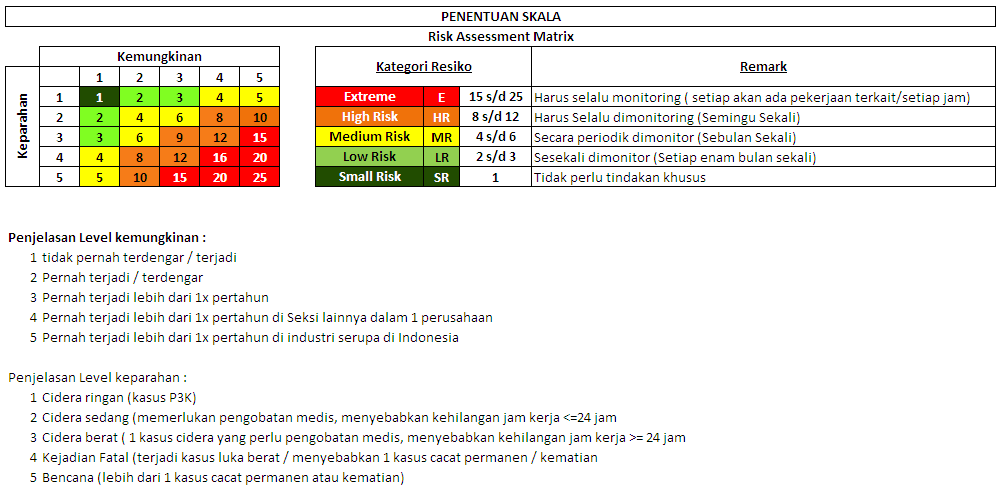 PENENTUAN SKALA
Risk Assessment Matrix
Kemungkinan
1 2 3 4 5
Keparahan
1 1 2 3 4 5
2 2 4 6 8 10
3 3 6 9 12 15
4 4 8 12 16 20
5 5 10 15 20 25
Kategori Resiko Remark
Extreme E 15 s/d 25 Harus selalu monitoring ( setiap akan ada pekerjaan terkait/setiap jam)
High Risk HR 8 s/d 12 Harus Selalu dimonitoring (Semingu Sekali)
Medium Risk MR 4 s/d 6 Secara periodik dimonitor (Sebulan Sekali)
Low Risk LR 2 s/d 3 Sesekali dimonitor (Setiap enam bulan sekali)
Small Risk SR 1 Tidak perlu tindakan khusus
Penjelasan Level kemungkinan :
1 tidak pernah terdengar / terjadi
2 Pernah terjadi / terdengar
3 Pernah terjadi lebih dari 1x pertahun
4 Pernah terjadi lebih dari 1x pertahun di Seksi lainnya dalam 1 perusahaan
5 Pernah terjadi lebih dari 1x pertahun di industri serupa di Indonesia
Penjelasan Level keparahan :
1 Cidera ringan (kasus P3K)
2 Cidera sedang (memerlukan pengobatan medis, menyebabkan kehilangan jam kerja <=24 jam
3 Cidera berat ( 1 kasus cidera yang perlu pengobatan medis, menyebabkan kehilangan jam kerja >= 24 jam
4 Kejadian Fatal (terjadi kasus luka berat / menyebabkan 1 kasus cacat permanen / kematian
5 Bencana (lebih dari 1 kasus cacat permanen atau kematian)